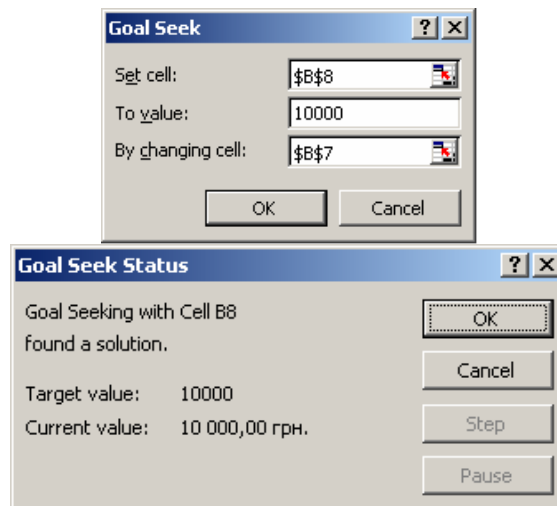 Goal Seek
Set cell: $B$8
To value: 10000
By changing cell: $B$7
OK Cancel
Goal Seek Status
Goal Seeking with Cell B8
found a solution.
OK
Cancel
Target value: 10000
Current value: 10 000,00 грн.
Step
Pause